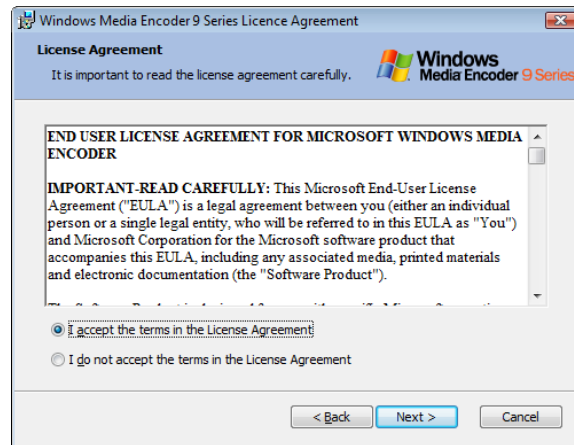 Windows Media Encoder 9 Series Licence Agreement
License Agreement
It is important to read the license agreement carefully.
Windows
Media Encoder 9 Series
END USER LICENSE AGREEMENT FOR MICROSOFT WINDOWS MEDIA
ENCODER
IMPORTANT-READ CAREFULLY: This Microsoft End-User License
Agreement ("EULA") is a legal agreement between you (either an individual
person or a single legal entity, who will be referred to in this EULA as "You")
and Microsoft Corporation for the Microsoft software product that
accompanies this EULA, including any associated media, printed materials
and electronic documentation (the "Software Product").
I accept the terms in the License Agreement
I do not accept the terms in the License Agreement
< Back
Next >
Cancel